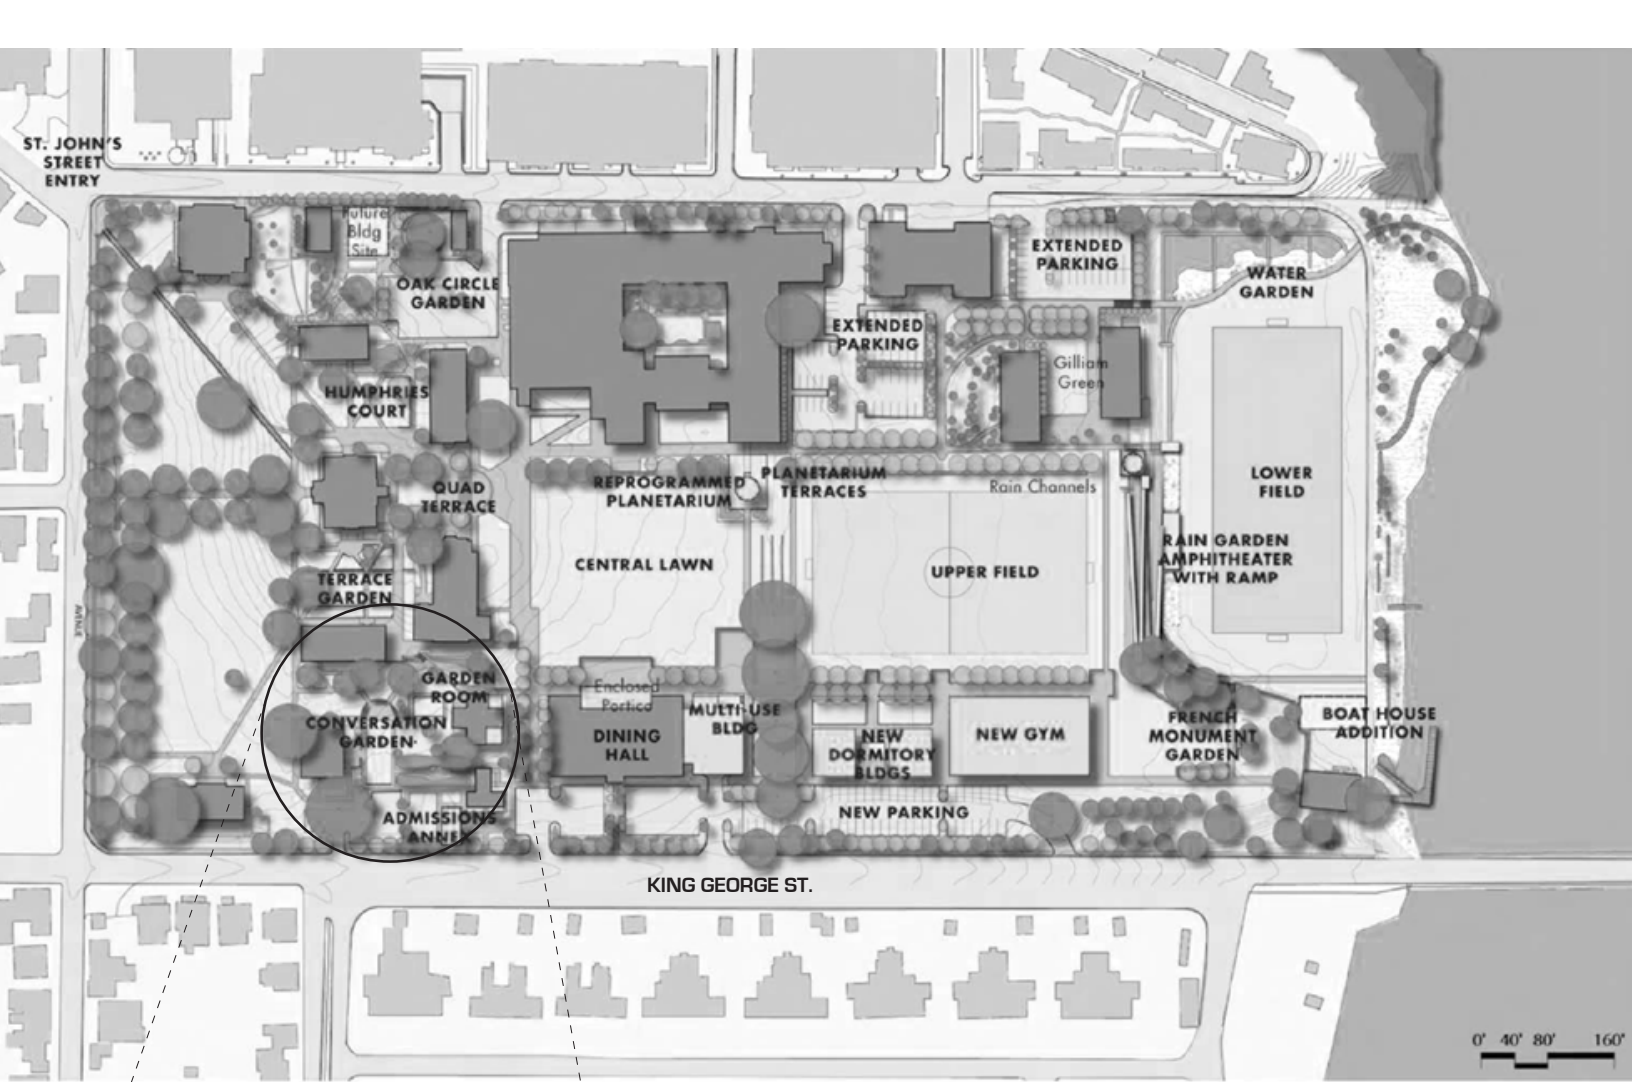 ST. JOHN'S
STREET
ENTRY
Future
Bldg
Site
OAK CIRCLE
GARDEN
EXTENDED
PARKING
WATER
GARDEN
EXTENDED
PARKING
Gilliam
Green
HUMPHRIES
COURT
QUAD
TERRACE
REPROGRAMMED
PLANETARIUM
PLANETARIUM
TERRACES
Rain Channels
LOWER
FIELD
CENTRAL LAWN
UPPER FIELD
RAIN GARDEN
AMPHITHEATER
WITH RAMP
TERRACE
GARDEN
AVENUE
GARDEN
ROOM
Enclosed
Portico
CONVERSATION
GARDEN
MULTI-USE
BLDG
DINING
HALL
NEW
DORMITORY
BLDGS
NEW GYM
FRENCH
MONUMENT
GARDEN
BOAT HOUSE
ADDITION
ADMISSIONS
ANNEX
NEW PARKING
KING GEORGE ST.
0' 40' 80' 160'